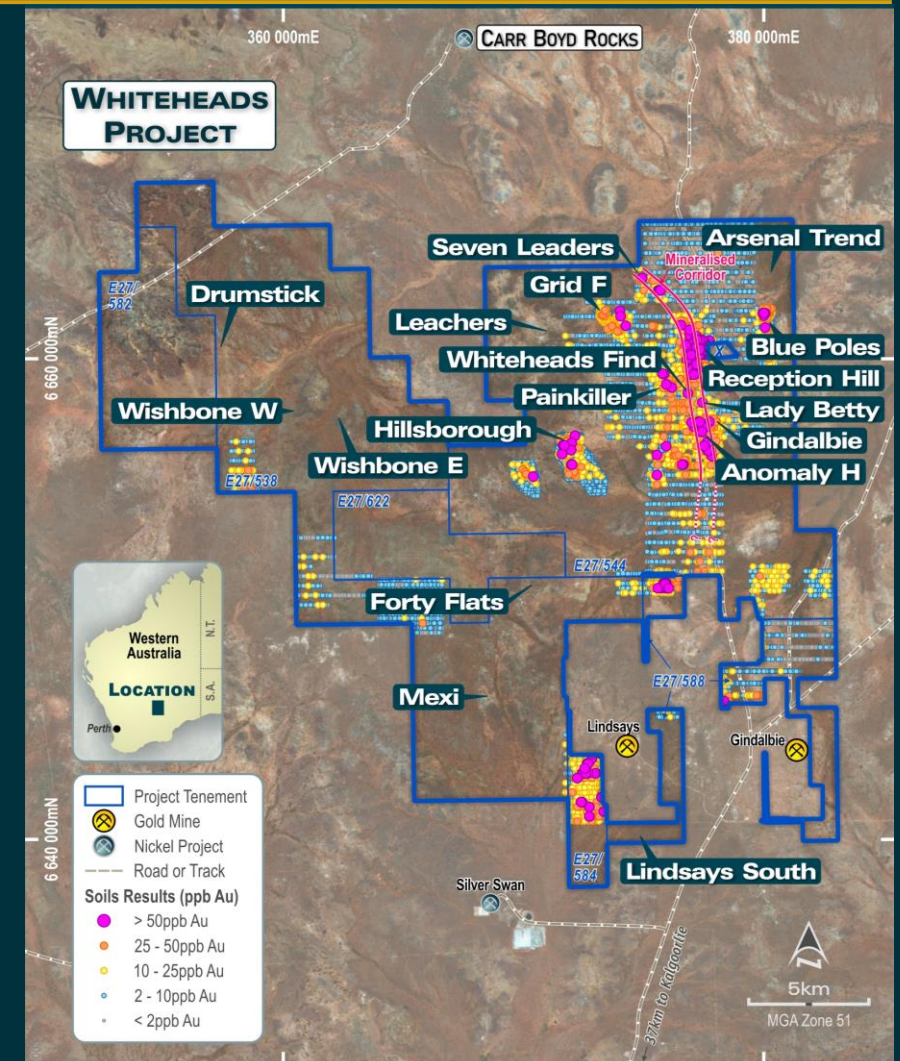 360 000mE
CARR BOYD ROCKS
380 000mE
WHITEHEADS
PROJECT
Seven Leaders
Arsenal Trend
Mineralised
Corridor
Grid F
E27/
582
Drumstick
Leachers
6 660 000mN
Blue Poles
Whiteheads Find
Reception Hill
Painkiller
Wishbone W
Lady Betty
Hillsborough
Gindalbie
Wishbone E
Anomaly H
E27/538
E27/622
E27/544
Forty Flats
Western
Australia
N.T.
LOCATION
S.A.
Perth
E27/588
Mexi
Lindsays
Gindalbie
6 640 000mN
E27/
584
Lindsays South
Silver Swan
37km to Kalgoorlie
Project Tenement
Gold Mine
Nickel Project
Road or Track
Soils Results (ppb Au)
> 50ppb Au
25 - 50ppb Au
10 - 25ppb Au
2 - 10ppb Au
< 2ppb Au
5km
MGA Zone 51